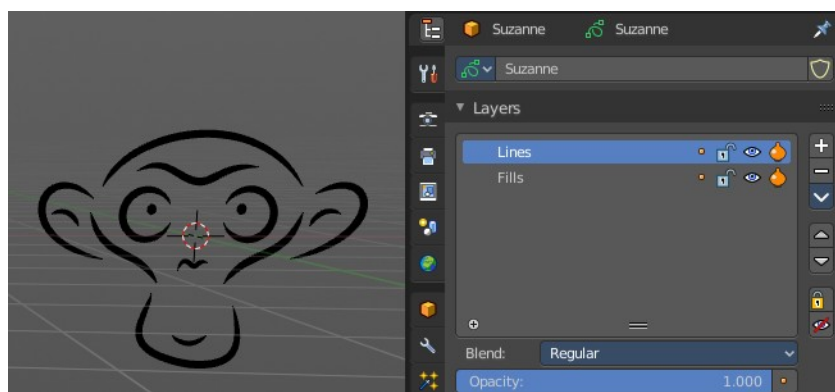 Suzanne Suzanne
Suzanne
Layers
Lines
Fills
Blend: Regular
Opacity: 1.000